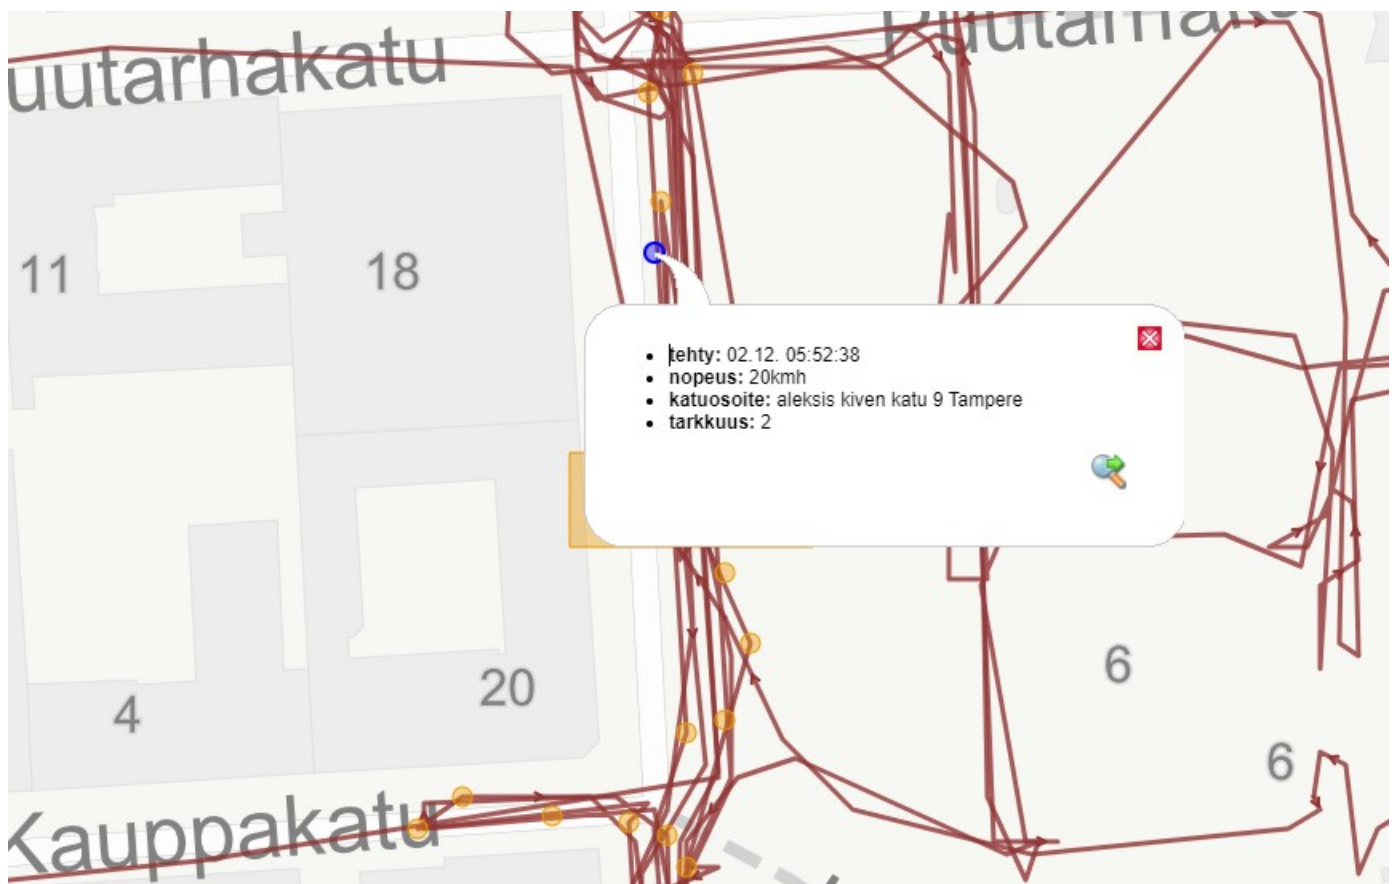 uutarhakatu
Puutarhak
11
18
tehty: 02.12. 05:52:38
nopeus: 20kmh
katuosoite: aleksis kiven katu 9 Tampere
tarkkuus: 2
4
20
6
6
Kauppakatu